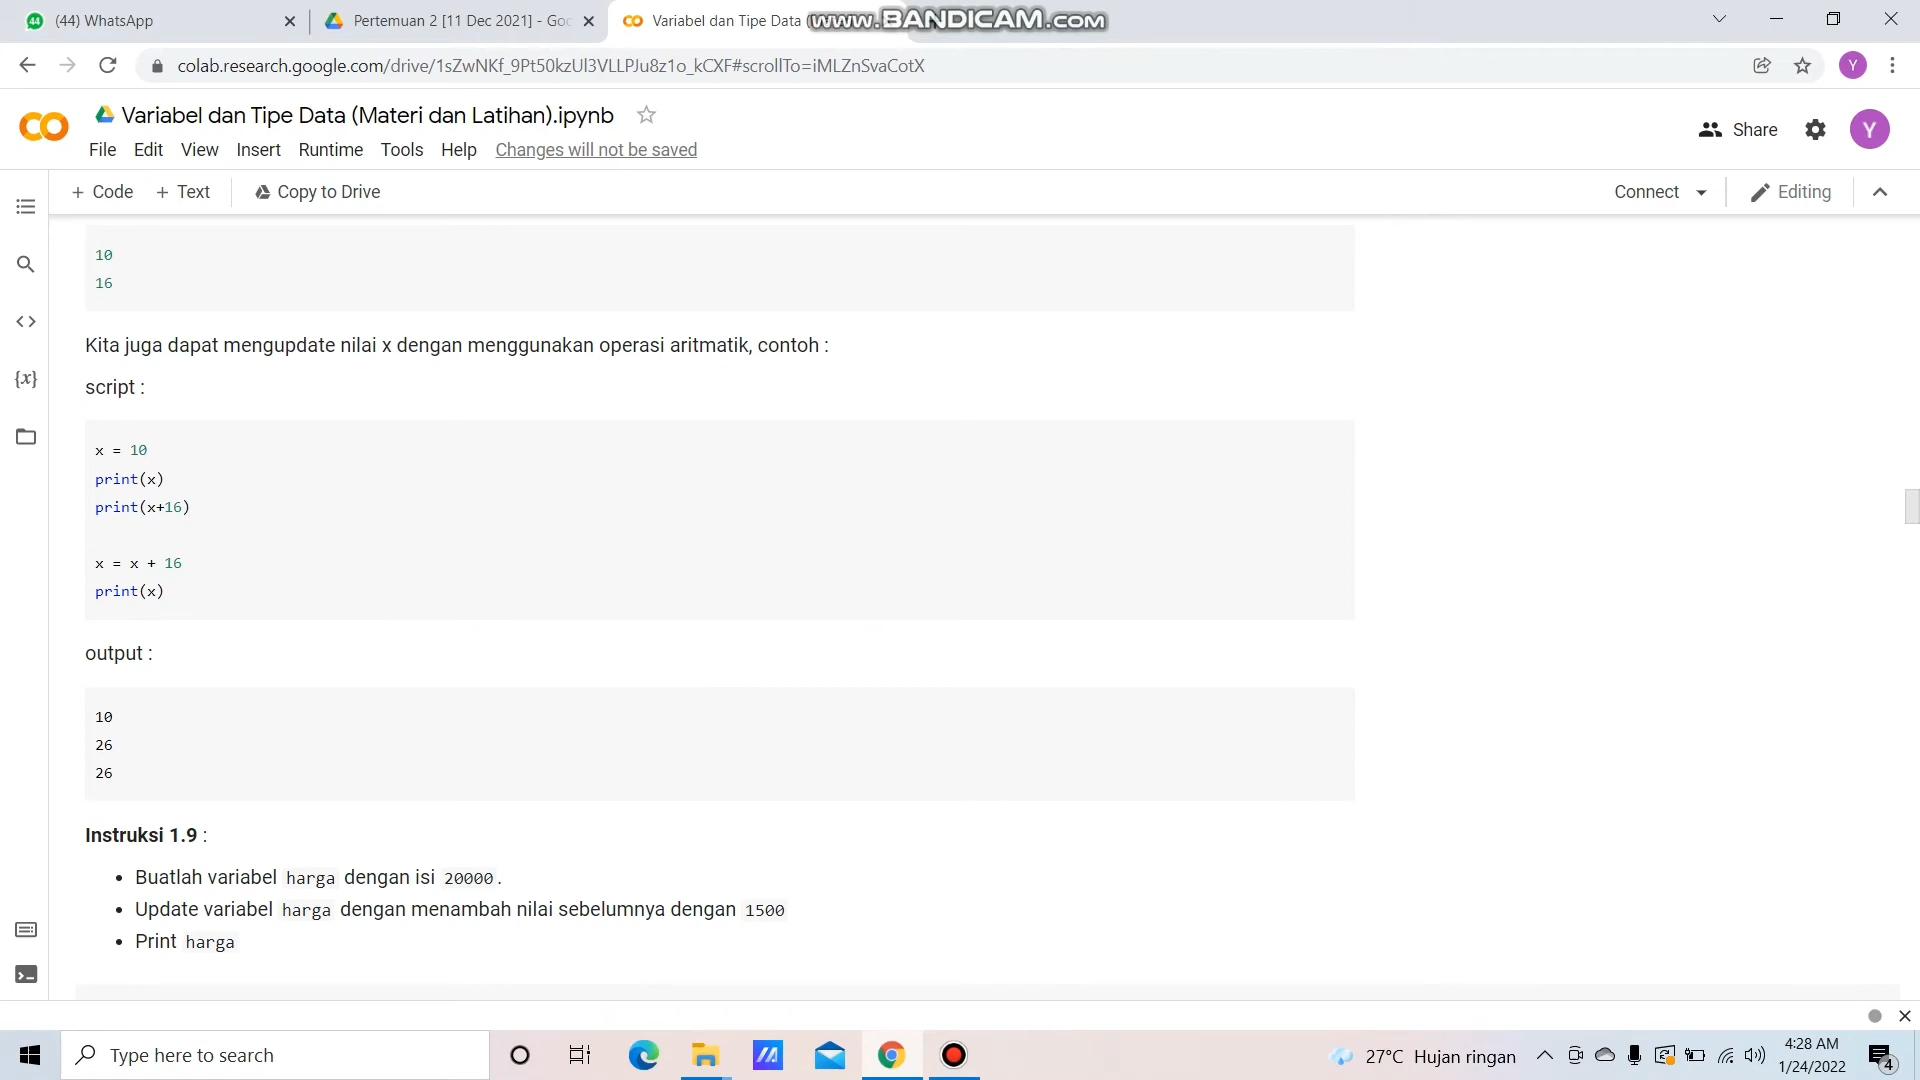 (44) WhatsApp
Pertemuan 2 [11 Dec 2021] - Goo
Variabel dan Tipe Data (
www.BANDICAM.com
colab.research.google.com/drive/1sZwNKf_9Pt50kzUl3VLLPJu8z1o_kCXF#scrollTo=iMLZnSvaCotX
Y
Variabel dan Tipe Data (Materi dan Latihan).ipynb
File Edit View Insert Runtime Tools Help Changes will not be saved
Share
Y
+ Code + Text Copy to Drive
Connect
Editing
10
16
Kita juga dapat mengupdate nilai x dengan menggunakan operasi aritmatik, contoh :
script :
x = 10
print(x)
print(x+16)
x = x + 16
print(x)
output :
10
26
26
Instruksi 1.9 :
• Buatlah variabel harga dengan isi 20000.
• Update variabel harga dengan menambah nilai sebelumnya dengan 1500
• Print harga
Type here to search
27°C Hujan ringan
4:28 AM
1/24/2022
4